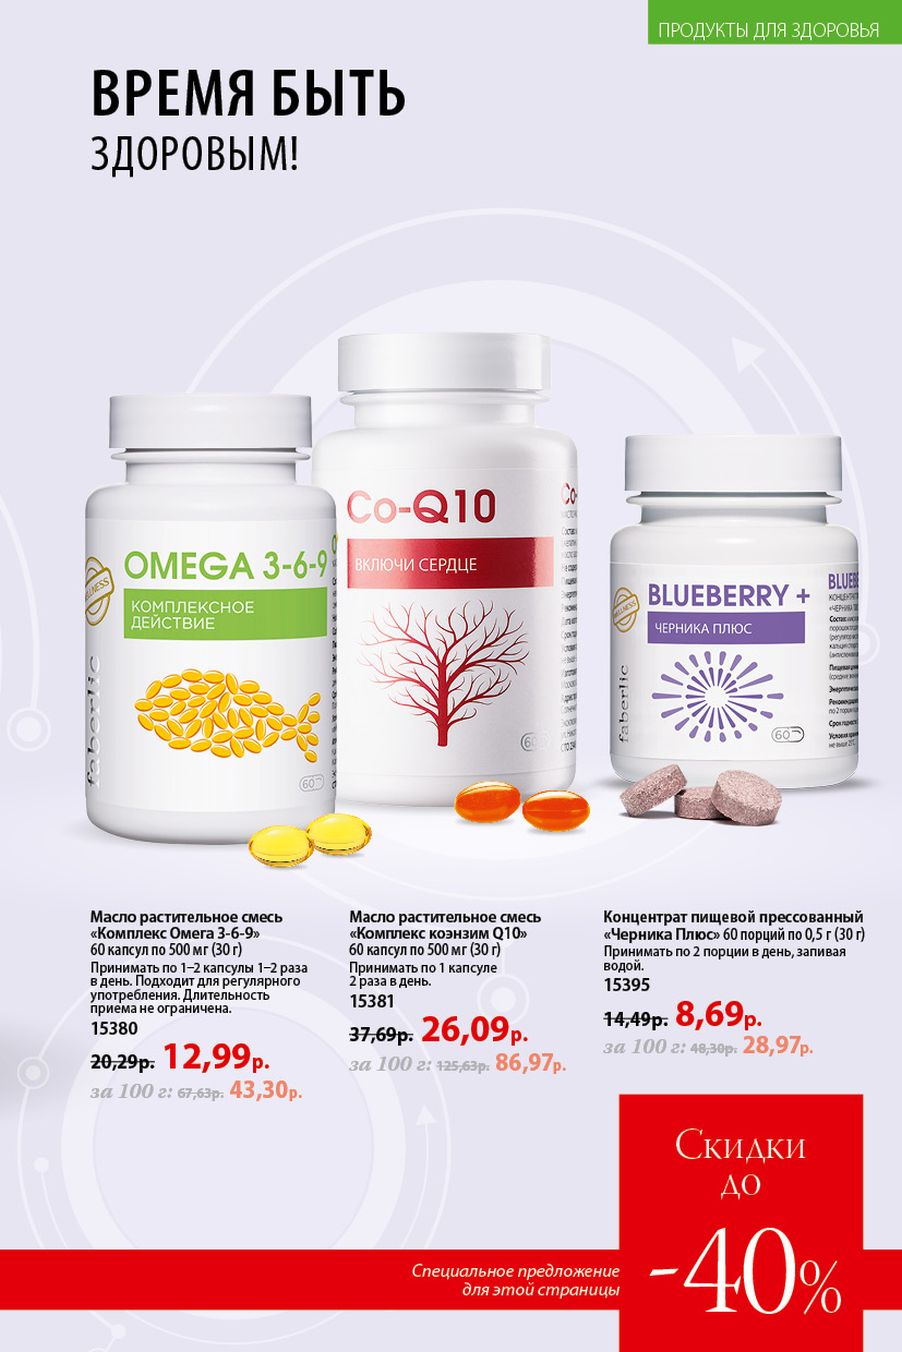 ПРОДУКТЫ ДЛЯ ЗДОРОВЬЯ
ВРЕМЯ БЫТЬ
ЗДОРОВЫМ!
OMEGA 3-6-9
КОМПЛЕКСНОЕ
ДЕЙСТВИЕ
faberlic
60
Co-Q10
ВКЛЮЧИ СЕРДЦЕ
60
WELLNESS
BLUEBERRY +
ЧЕРНИКА ПЛЮС
faberlic
60
Масло растительное смесь
«Комплекс Омега 3-6-9»
60 капсул по 500 мг (30 г)
Принимать по 1–2 капсулы 1–2 раза
в день. Подходит для регулярного
употребления. Длительность
приема не ограничена.
15380
20,29р. 12,99р.
за 100 г: 67,63р. 43,30р.
Масло растительное смесь
«Комплекс коэнзим Q10»
60 капсул по 500 мг (30 г)
Принимать по 1 капсуле
2 раза в день.
15381
37,69р. 26,09р.
за 100 г: 125,63р. 86,97р.
Концентрат пищевой прессованный
«Черника Плюс» 60 порций по 0,5 г (30 г)
Принимать по 2 порции в день, запивая
водой.
15395
14,49р. 8,69р.
за 100 г: 48,30р. 28,97р.
Скидки
до
-40%
Специальное предложение
для этой страницы